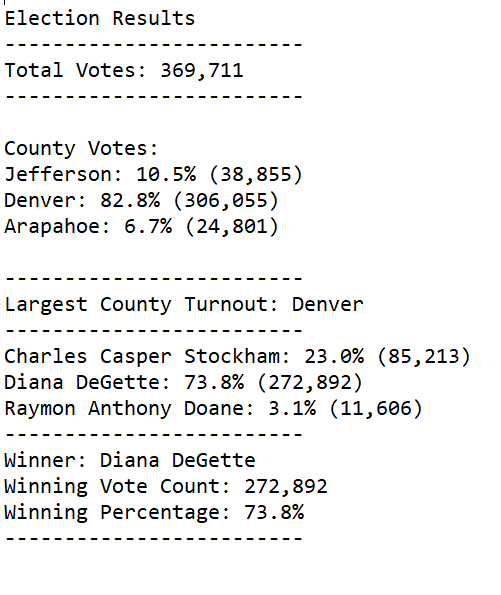 Election Results
-------------------------
Total Votes: 369,711
-------------------------
County Votes:
Jefferson: 10.5% (38,855)
Denver: 82.8% (306,055)
Arapahoe: 6.7% (24,801)
-------------------------
Largest County Turnout: Denver
-------------------------
Charles Casper Stockham: 23.0% (85,213)
Diana DeGette: 73.8% (272,892)
Raymon Anthony Doane: 3.1% (11,606)
-------------------------
Winner: Diana DeGette
Winning Vote Count: 272,892
Winning Percentage: 73.8%
-------------------------